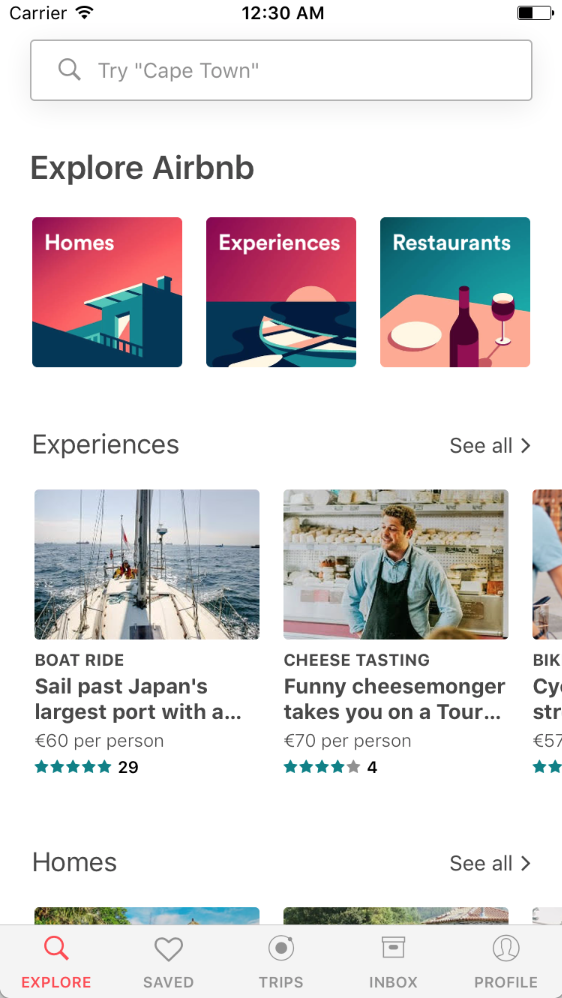 Carrier 12:30 AM
Try "Cape Town"
Explore Airbnb
Homes Experiences Restaurants
Experiences See all
BOAT RIDE CHEESE TASTING BIK
Sail past Japan's Funny cheesemonger Cy
largest port with a... takes you on a Tour... str
€60 per person €70 per person €57
29 4
Homes See all
EXPLORE SAVED TRIPS INBOX PROFILE